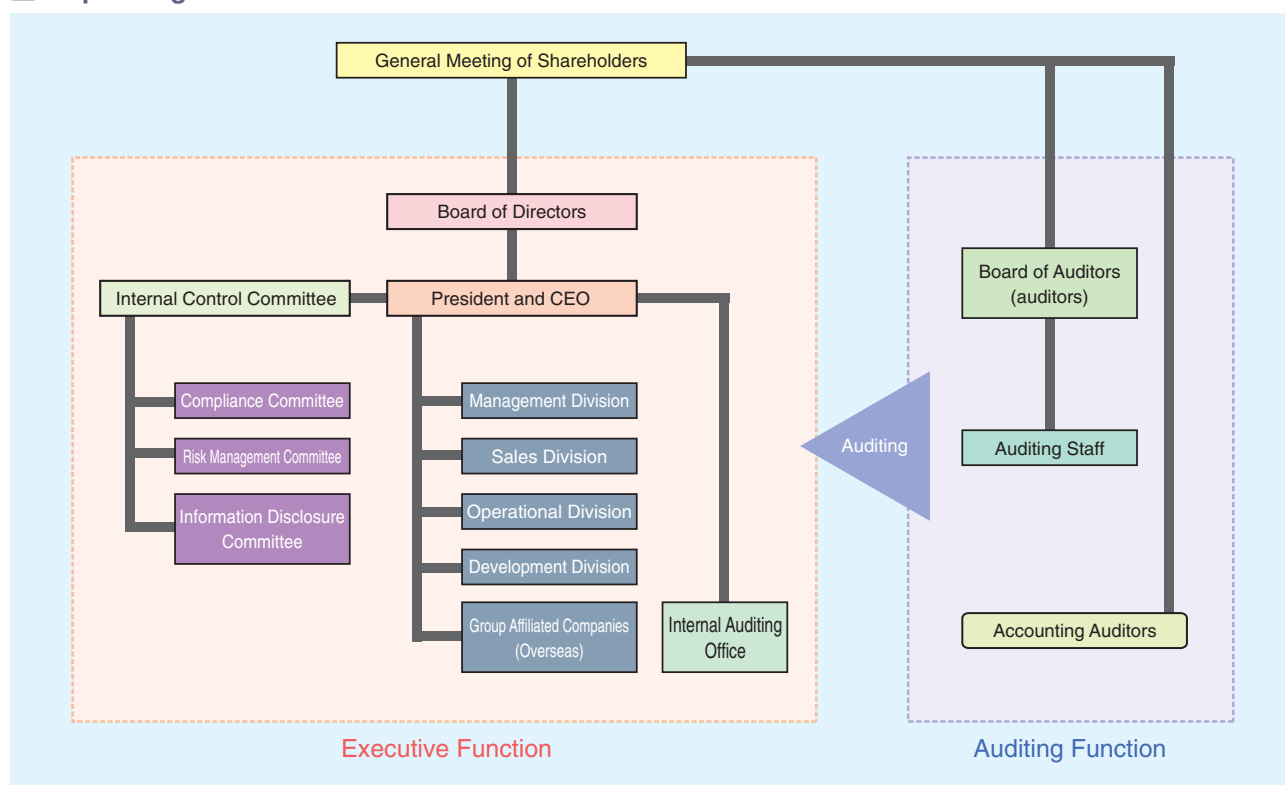 General Meeting of Shareholders
Board of Directors
Internal Control Committee
President and CEO
Board of Auditors
(auditors)
Compliance Committee
Management Division
Risk Management Committee
Sales Division
Auditing
Auditing Staff
Information Disclosure
Committee
Operational Division
Development Division
Group Affiliated Companies
(Overseas)
Internal Auditing
Office
Accounting Auditors
Executive Function
Auditing Function